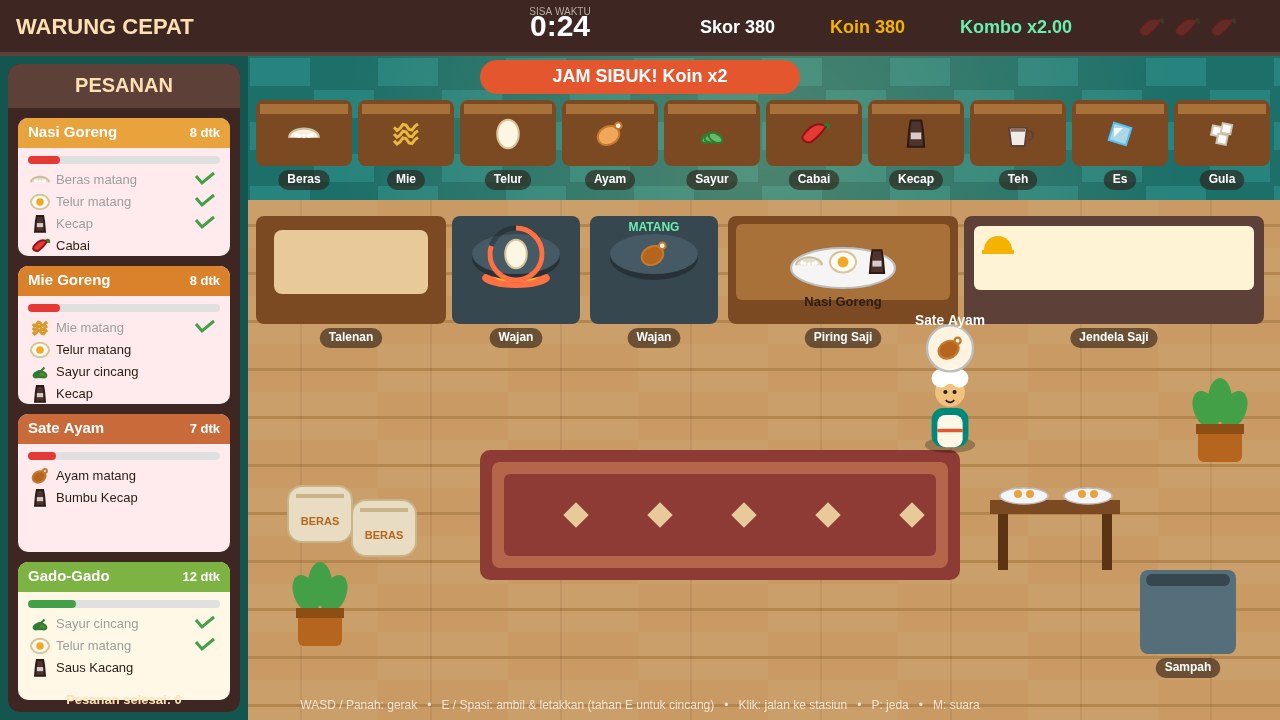 WARUNG CEPAT
SISA WAKTU
0:24
Skor 380
Koin 380
Kombo x2.00
PESANAN
Nasi Goreng 8 dtk
Beras matang
Telur matang
Kecap
Cabai
Mie Goreng 8 dtk
Mie matang
Telur matang
Sayur cincang
Kecap
Sate Ayam 7 dtk
Ayam matang
Bumbu Kecap
Gado-Gado 12 dtk
Sayur cincang
Telur matang
Saus Kacang
Pesanan selesai: 0
JAM SIBUK! Koin x2
Beras
Mie
Telur
Ayam
Sayur
Cabai
Kecap
Teh
Es
Gula
MATANG
Nasi Goreng
Talenan
Wajan
Wajan
Piring Saji
Jendela Saji
Sate Ayam
BERAS
BERAS
Sampah
WASD / Panah: gerak • E / Spasi: ambil & letakkan (tahan E untuk cincang) • Klik: jalan ke stasiun • P: jeda • M: suara